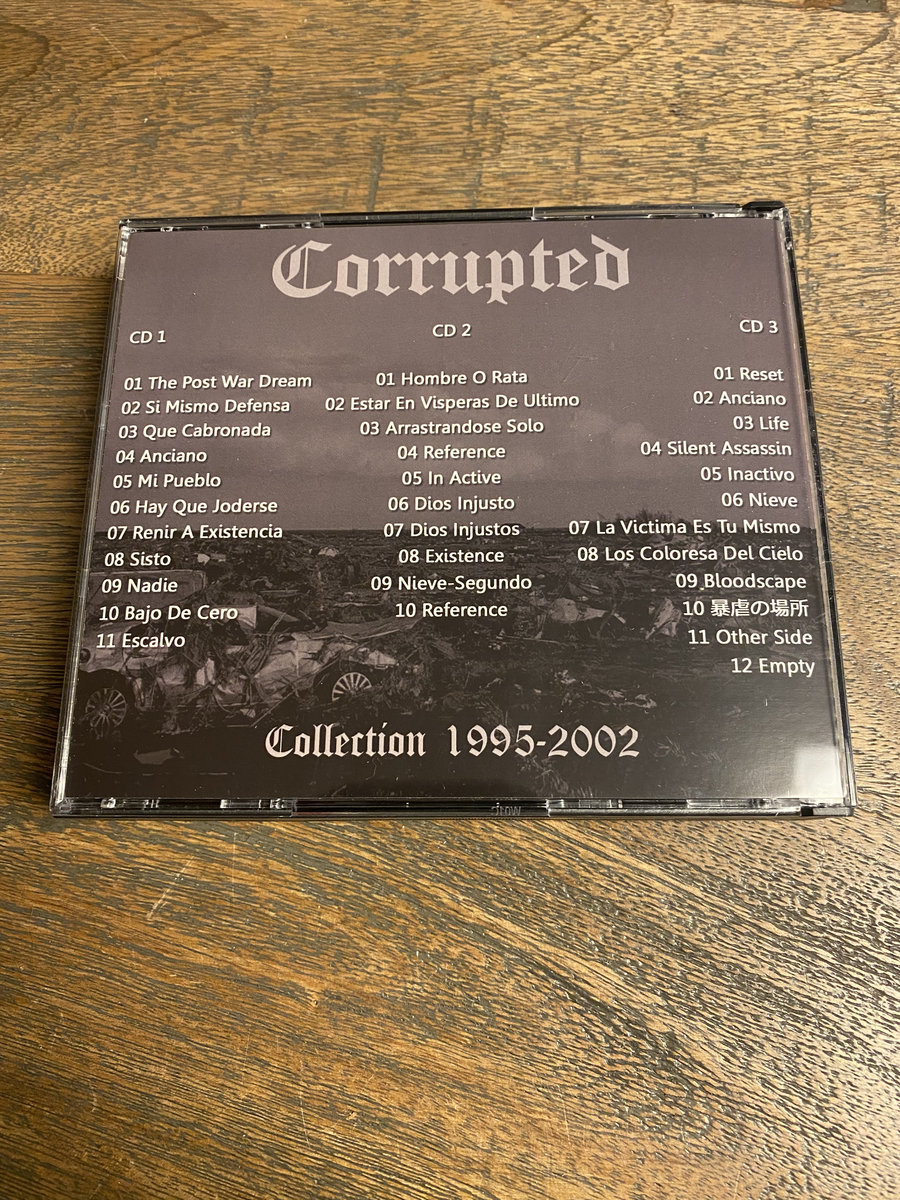 Corrupted
CD 1
01 The Post War Dream
02 Si Mismo Defensa
03 Que Cabronada
04 Anciano
05 Mi Pueblo
06 Hay Que Joderse
07 Renir A Existencia
08 Sisto
09 Nadie
10 Bajo De Cero
11 Escalvo
CD 2
01 Hombre O Rata
02 Estar En Visperas De Ultimo
03 Arrastrandose Solo
04 Reference
05 In Active
06 Dios Injusto
07 Dios Injustos
08 Existence
09 Nieve-Segundo
10 Reference
CD 3
01 Reset
02 Anciano
03 Life
04 Silent Assassin
05 Inactivo
06 Nieve
07 La Victima Es Tu Mismo
08 Los Coloresa Del Cielo
09 Bloodscape
10 暴虐の場所
11 Other Side
12 Empty
Collection 1995-2002